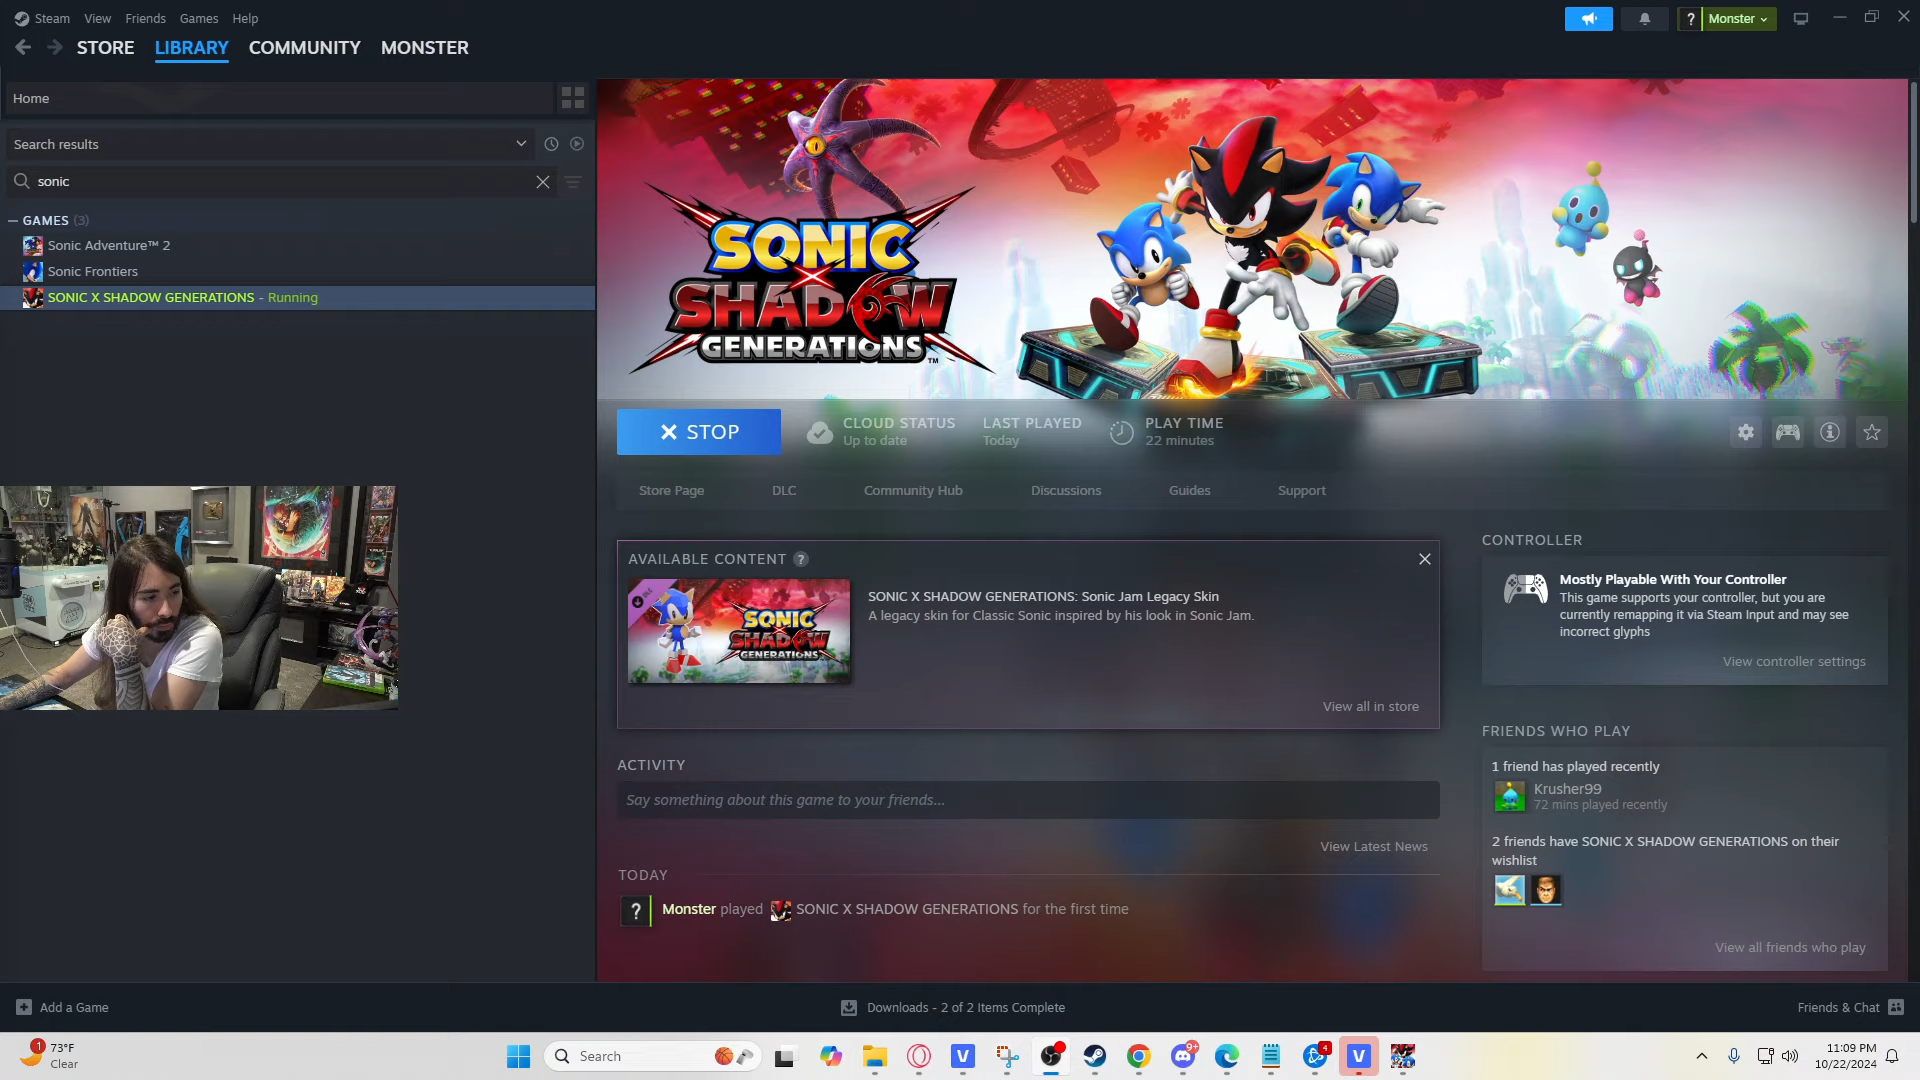 Steam View Friends Games Help
? Monster
STORE LIBRARY COMMUNITY MONSTER
Home
Search results
sonic
GAMES (3)
Sonic Adventure™ 2
Sonic Frontiers
SONIC X SHADOW GENERATIONS - Running
SONIC
X
SHADOW
GENERATIONS™
STOP
CLOUD STATUS
Up to date
LAST PLAYED
Today
PLAY TIME
22 minutes
Store Page DLC Community Hub Discussions Guides Support
AVAILABLE CONTENT ?
SONIC
X
SHADOW
GENERATIONS
SONIC X SHADOW GENERATIONS: Sonic Jam Legacy Skin
A legacy skin for Classic Sonic inspired by his look in Sonic Jam.
View all in store
ACTIVITY
Say something about this game to your friends...
View Latest News
TODAY
? Monster played SONIC X SHADOW GENERATIONS for the first time
CONTROLLER
Mostly Playable With Your Controller
This game supports your controller, but you are
currently remapping it via Steam Input and may see
incorrect glyphs
View controller settings
FRIENDS WHO PLAY
1 friend has played recently
Krusher99
72 mins played recently
2 friends have SONIC X SHADOW GENERATIONS on their
wishlist
View all friends who play
Add a Game
Downloads - 2 of 2 Items Complete
Friends & Chat
1
73°F
Clear
Search
V
9+
4
V
11:09 PM
10/22/2024